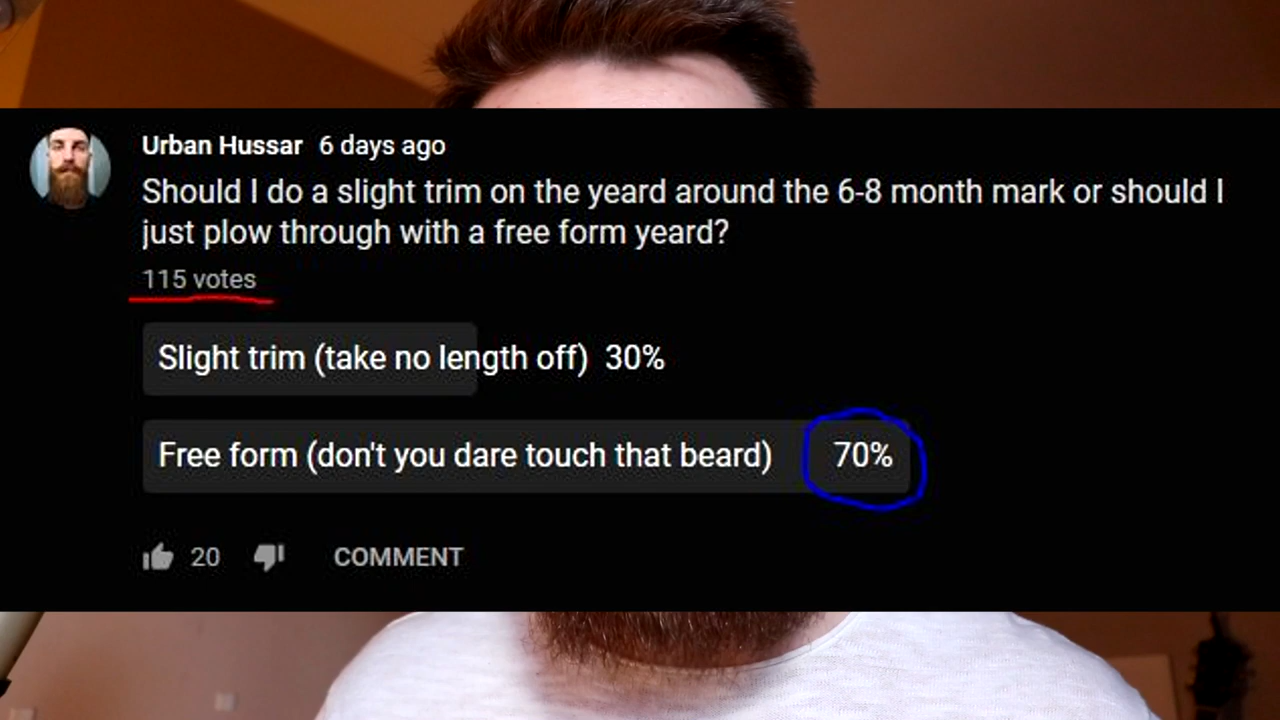 Urban Hussar 6 days ago
Should I do a slight trim on the yeard around the 6-8 month mark or should I
just plow through with a free form yeard?
115 votes
Slight trim (take no length off) 30%
Free form (don't you dare touch that beard) 70%
20 COMMENT